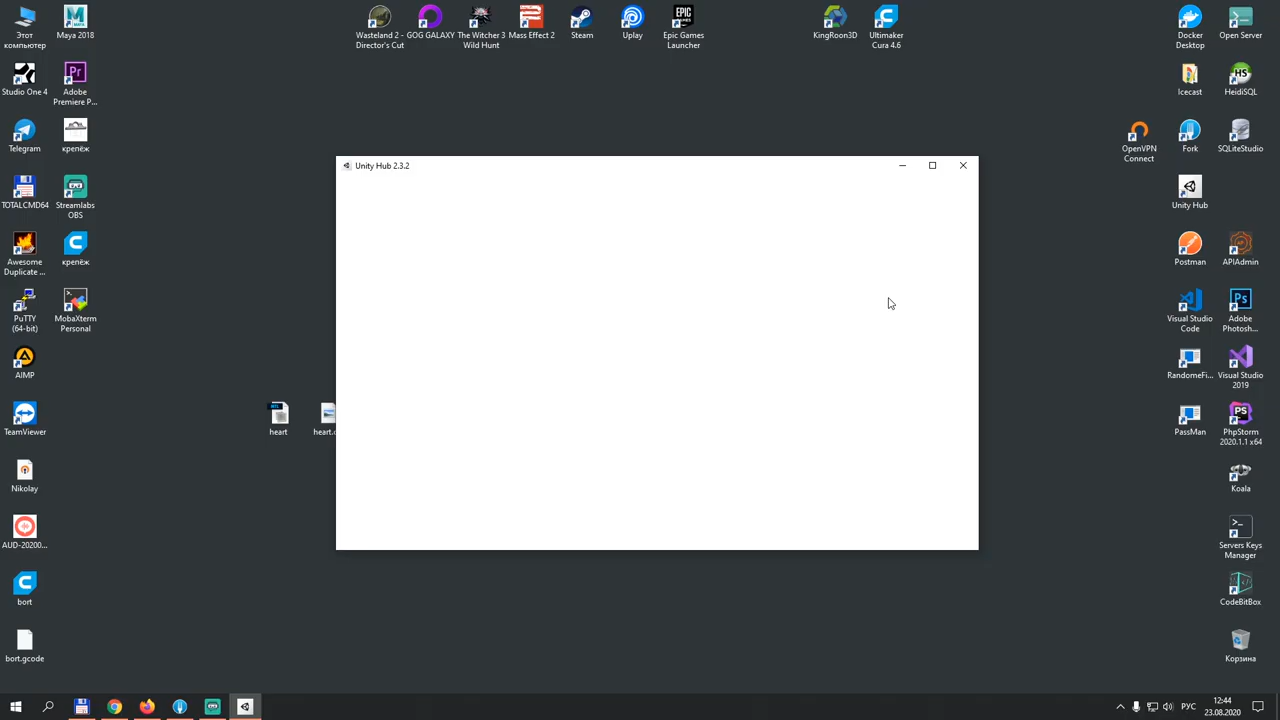 Этот
компьютер
Maya 2018
Wasteland 2 -
Director's Cut
GOG GALAXY
The Witcher 3
Wild Hunt
Mass Effect 2
Steam
Uplay
Epic Games
Launcher
KingRoon3D
Ultimaker
Cura 4.6
Docker
Desktop
Open Server
Studio One 4
Adobe
Premiere P...
Icecast
HeidiSQL
Telegram
крепёж
OpenVPN
Connect
Fork
SQLiteStudio
Unity Hub 2.3.2
TOTALCMD64
Streamlabs
OBS
Unity Hub
Awesome
Duplicate ...
крепёж
Postman
APIAdmin
PuTTY
(64-bit)
MobaXterm
Personal
Visual Studio
Code
Adobe
Photosh...
AIMP
RandomeFi...
Visual Studio
2019
TeamViewer
heart
heart.
PassMan
PhpStorm
2020.1.1 x64
Nikolay
Koala
AUD-20200...
Servers Keys
Manager
bort
CodeBitBox
bort.gcode
Корзина
РУС
12:44
23.08.2020